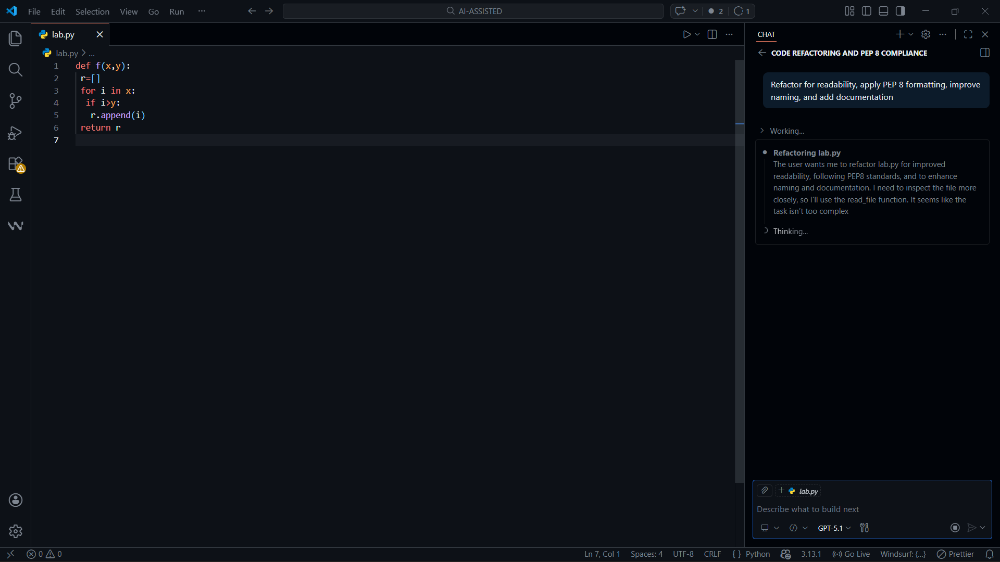 File Edit Selection View Go Run ···
AI-ASSISTED
2
1
lab.py
lab.py > ...
1 def f(x,y):
2 r=[]
3 for i in x:
4 if i>y:
5 r.append(i)
6 return r
7
CHAT
CODE REFACTORING AND PEP 8 COMPLIANCE
Refactor for readability, apply PEP 8 formatting, improve
naming, and add documentation
Working...
Refactoring lab.py
The user wants me to refactor lab.py for improved
readability, following PEP8 standards, and to enhance
naming and documentation. I need to inspect the file more
closely, so I'll use the read_file function. It seems like the
task isn't too complex
Thinking...
lab.py
Describe what to build next
GPT-5.1
0 0
Ln 7, Col 1 Spaces: 4 UTF-8 CRLF { } Python 3.13.1 Go Live Windsurf: {...} Prettier